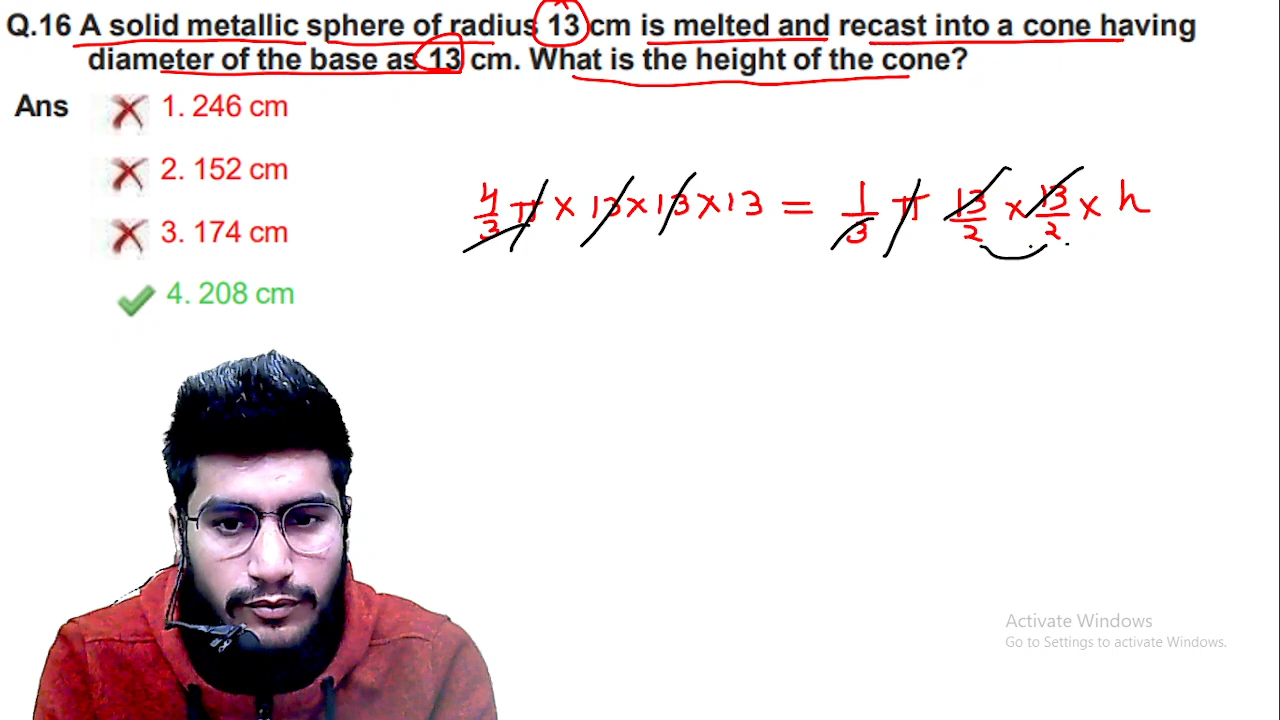 Q.16 A solid metallic sphere of radius 13 cm is melted and recast into a cone having
diameter of the base as 13 cm. What is the height of the cone?
Ans
1. 246 cm
2. 152 cm
3. 174 cm
4. 208 cm
4/3 π × 13 × 13 × 13 = 1/3 π 13/2 × 13/2 × h
Activate Windows
Go to Settings to activate Windows.